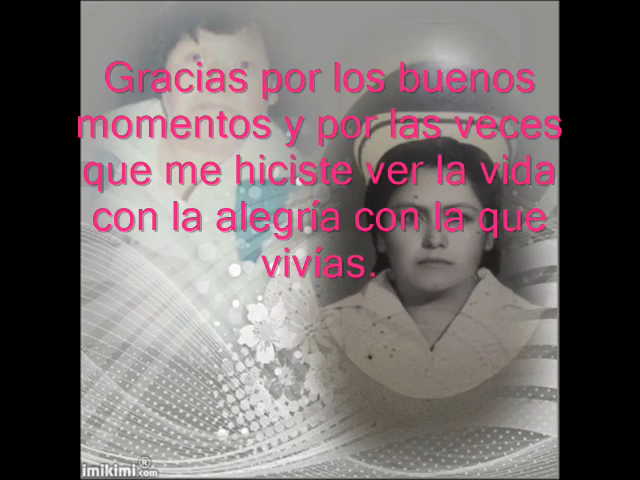 Gracias por los buenos
momentos y por las veces
que me hiciste ver la vida
con la alegría con la que
vivías.
imikimi.com